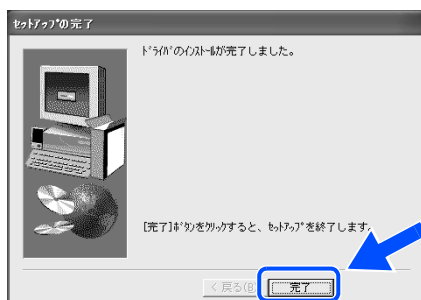 ｾｯﾄｱｯﾌﾟの完了
ﾄﾞﾗｲﾊﾞのｲﾝｽﾄｰﾙが完了しました。
[完了]ﾎﾞﾀﾝをｸﾘｯｸすると、ｾｯﾄｱｯﾌﾟを終了します。
< 戻る(B)
完了